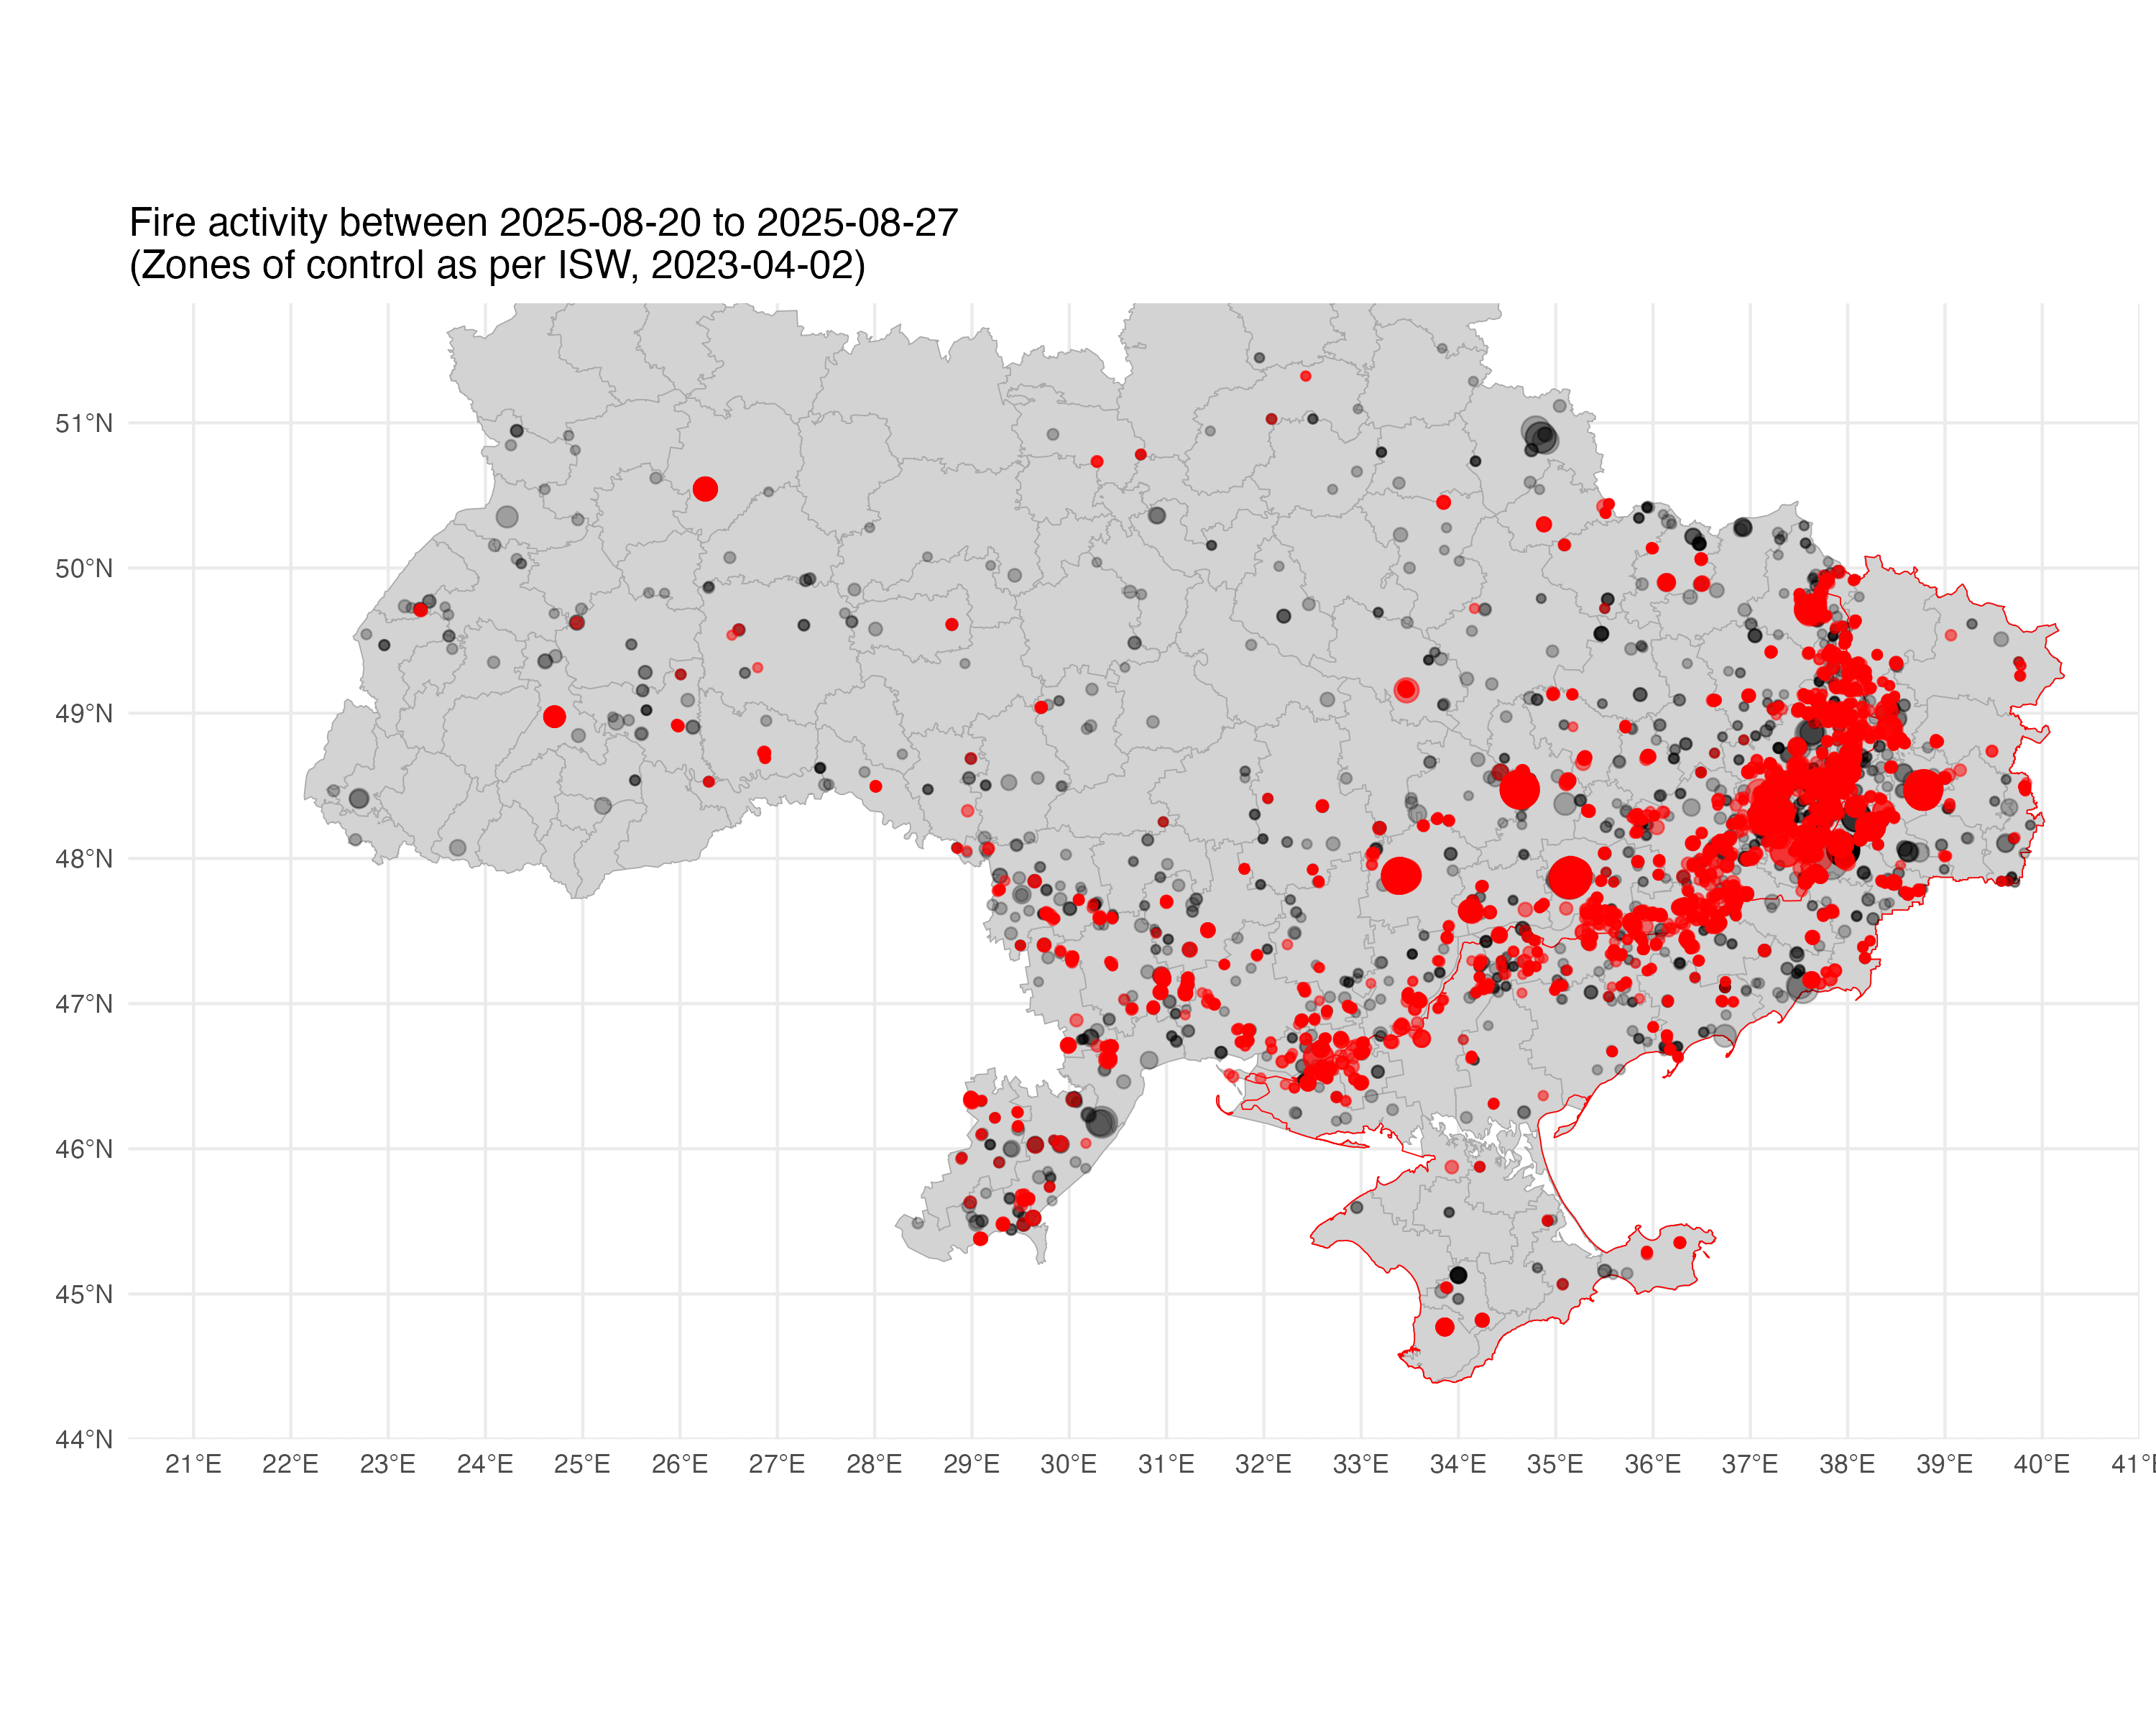 Fire activity between 2025-08-20 to 2025-08-27
(Zones of control as per ISW, 2023-04-02)
51°N
50°N
49°N
48°N
47°N
46°N
45°N
44°N
21°E 22°E 23°E 24°E 25°E 26°E 27°E 28°E 29°E 30°E 31°E 32°E 33°E 34°E 35°E 36°E 37°E 38°E 39°E 40°E 41°E